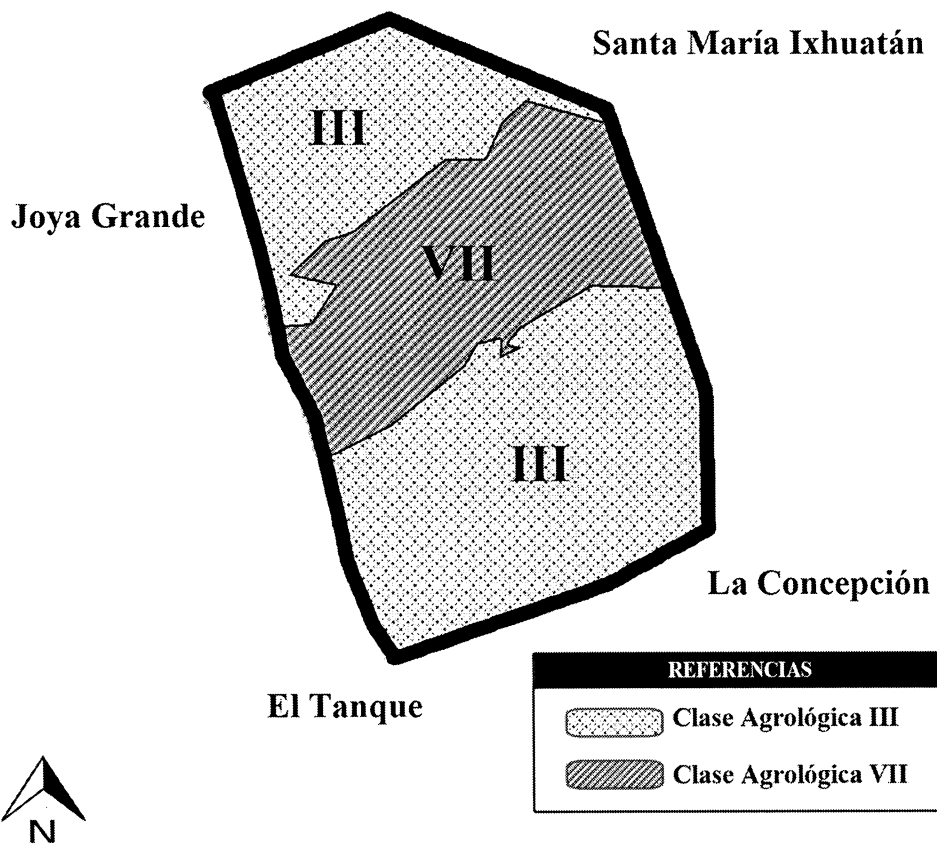 Santa María Ixhuatán
III
Joya Grande
VII
III
La Concepción
El Tanque
REFERENCIAS
Clase Agrológica III
Clase Agrológica VII
N